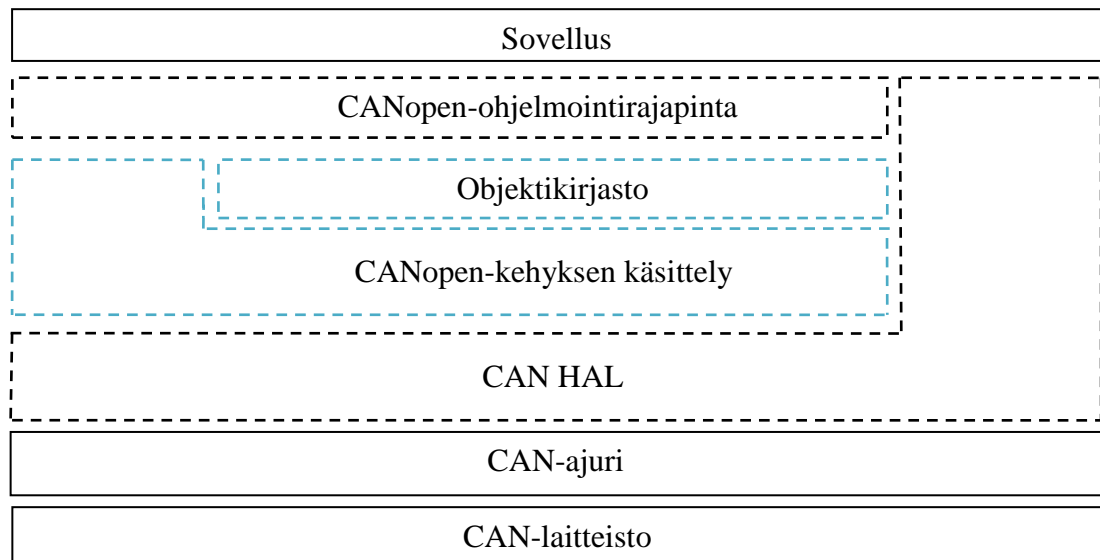 Sovellus
CANopen-ohjelmointirajapinta
Objektikirjasto
CANopen-kehyksen käsittely
CAN HAL
CAN-ajuri
CAN-laitteisto